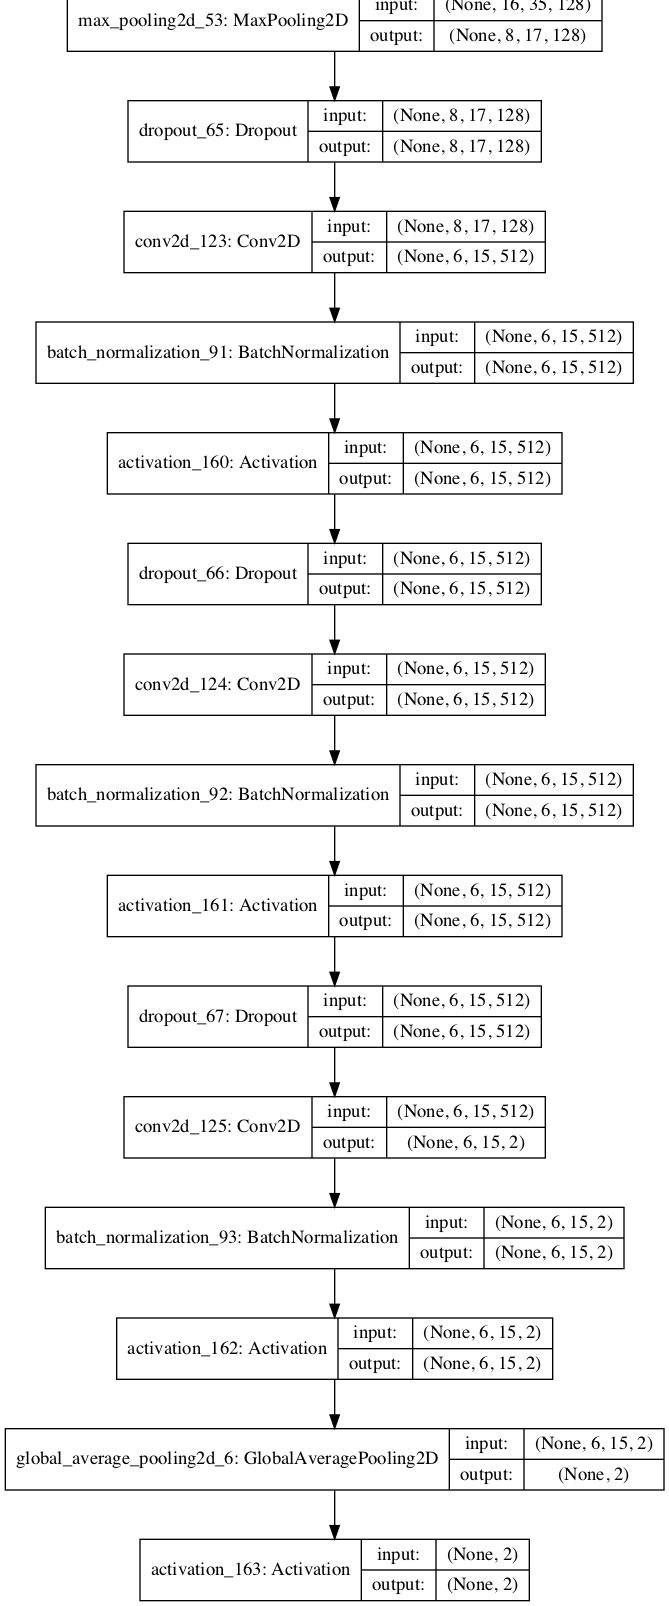 max_pooling2d_53: MaxPooling2D
input: (None, 16, 35, 128)
output: (None, 8, 17, 128)
dropout_65: Dropout
input: (None, 8, 17, 128)
output: (None, 8, 17, 128)
conv2d_123: Conv2D
input: (None, 8, 17, 128)
output: (None, 6, 15, 512)
batch_normalization_91: BatchNormalization
input: (None, 6, 15, 512)
output: (None, 6, 15, 512)
activation_160: Activation
input: (None, 6, 15, 512)
output: (None, 6, 15, 512)
dropout_66: Dropout
input: (None, 6, 15, 512)
output: (None, 6, 15, 512)
conv2d_124: Conv2D
input: (None, 6, 15, 512)
output: (None, 6, 15, 512)
batch_normalization_92: BatchNormalization
input: (None, 6, 15, 512)
output: (None, 6, 15, 512)
activation_161: Activation
input: (None, 6, 15, 512)
output: (None, 6, 15, 512)
dropout_67: Dropout
input: (None, 6, 15, 512)
output: (None, 6, 15, 512)
conv2d_125: Conv2D
input: (None, 6, 15, 512)
output: (None, 6, 15, 2)
batch_normalization_93: BatchNormalization
input: (None, 6, 15, 2)
output: (None, 6, 15, 2)
activation_162: Activation
input: (None, 6, 15, 2)
output: (None, 6, 15, 2)
global_average_pooling2d_6: GlobalAveragePooling2D
input: (None, 6, 15, 2)
output: (None, 2)
activation_163: Activation
input: (None, 2)
output: (None, 2)